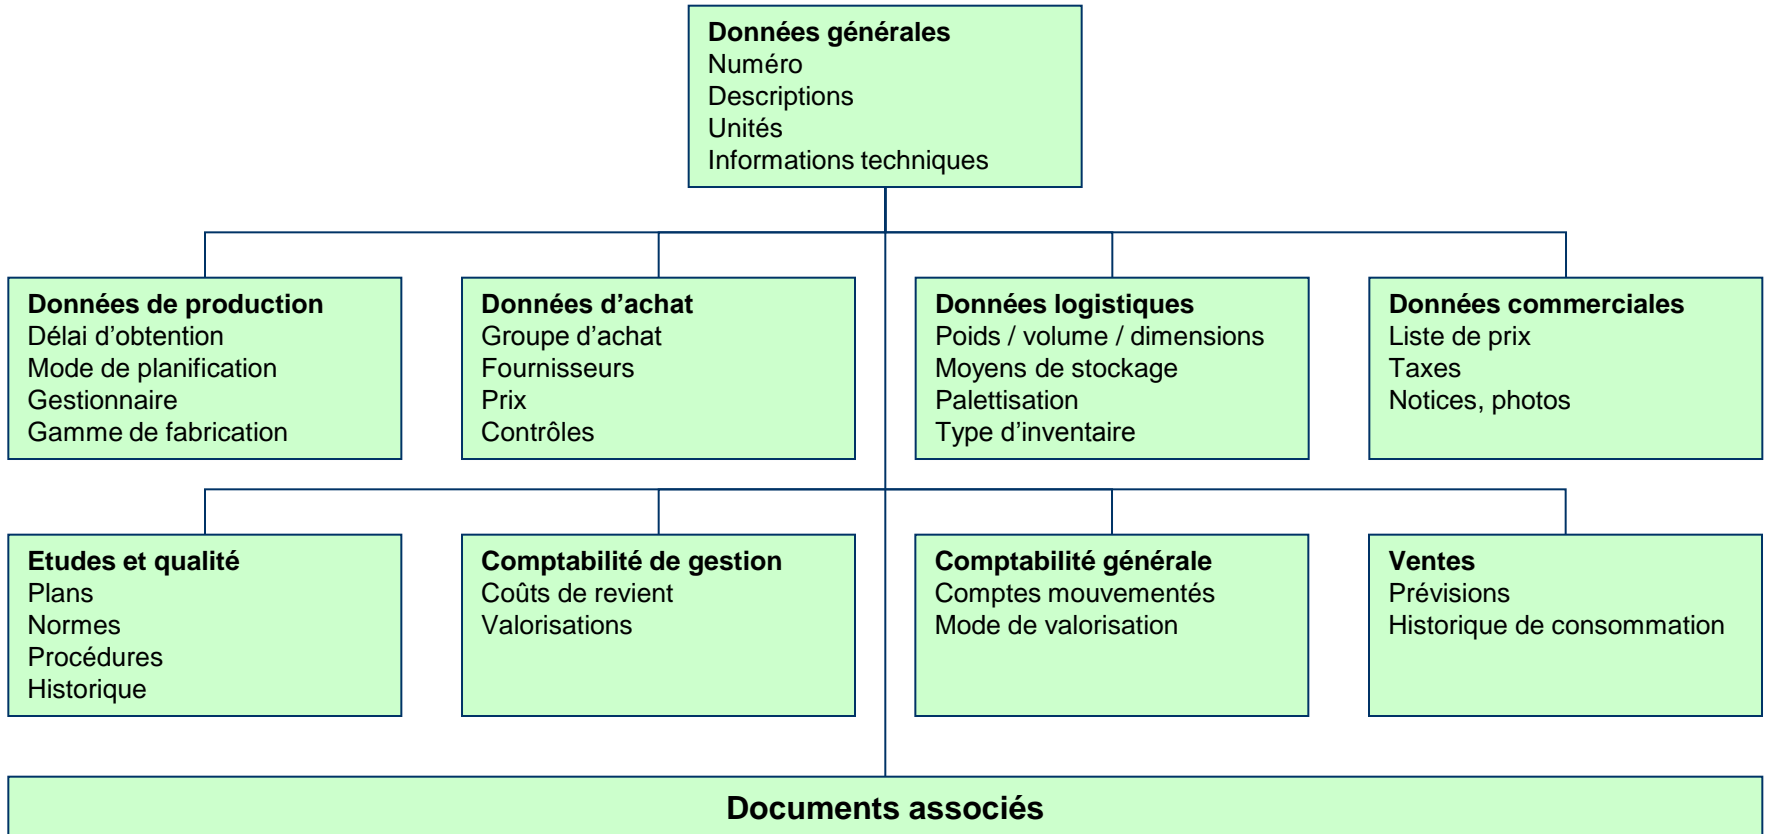 Données générales
Numéro
Descriptions
Unités
Informations techniques
Données de production
Délai d’obtention
Mode de planification
Gestionnaire
Gamme de fabrication
Données d’achat
Groupe d’achat
Fournisseurs
Prix
Contrôles
Données logistiques
Poids / volume / dimensions
Moyens de stockage
Palettisation
Type d’inventaire
Données commerciales
Liste de prix
Taxes
Notices, photos
Etudes et qualité
Plans
Normes
Procédures
Historique
Comptabilité de gestion
Coûts de revient
Valorisations
Comptabilité générale
Comptes mouvementés
Mode de valorisation
Ventes
Prévisions
Historique de consommation
Documents associés